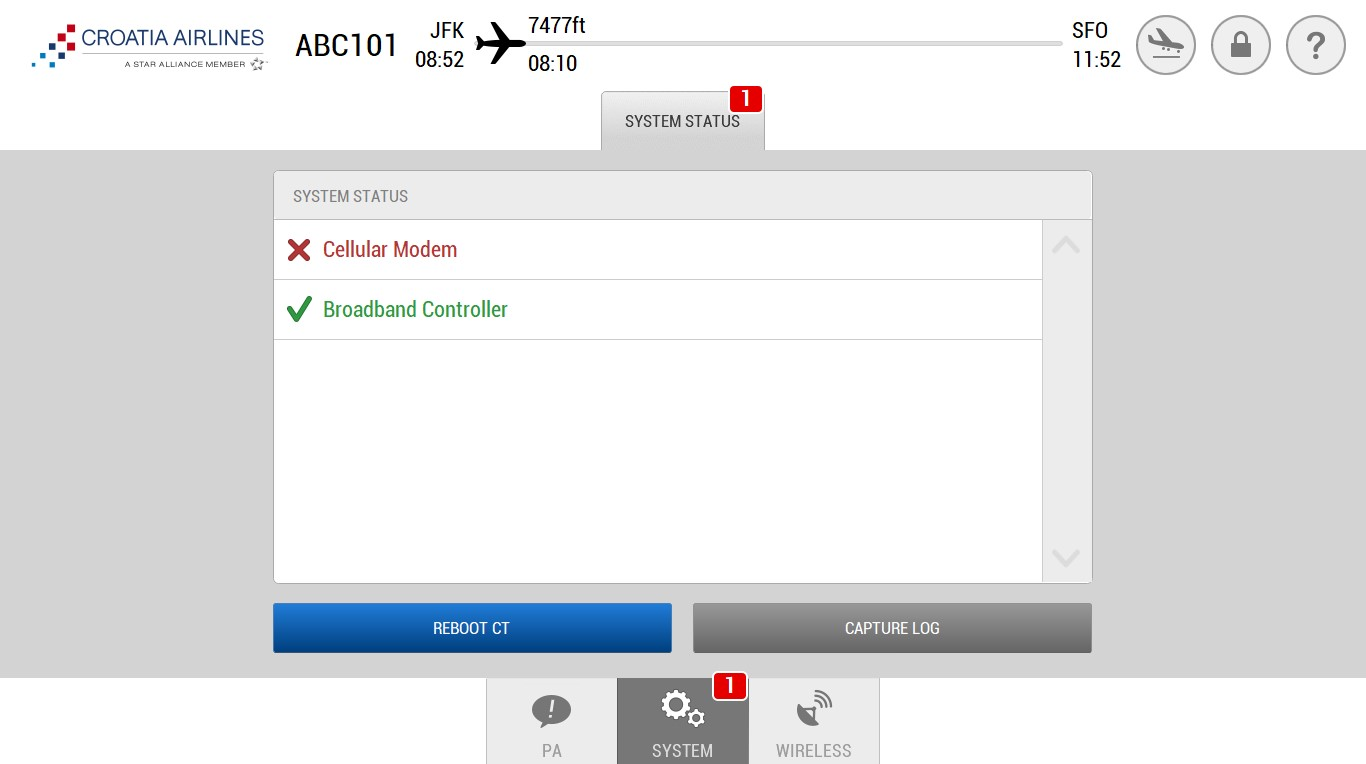 CROATIA AIRLINES
A STAR ALLIANCE MEMBER
ABC101
JFK
08:52
7477ft
08:10
SFO
11:52
?
SYSTEM STATUS
1
SYSTEM STATUS
Cellular Modem
Broadband Controller
REBOOT CT
CAPTURE LOG
!
PA
1
SYSTEM
WIRELESS